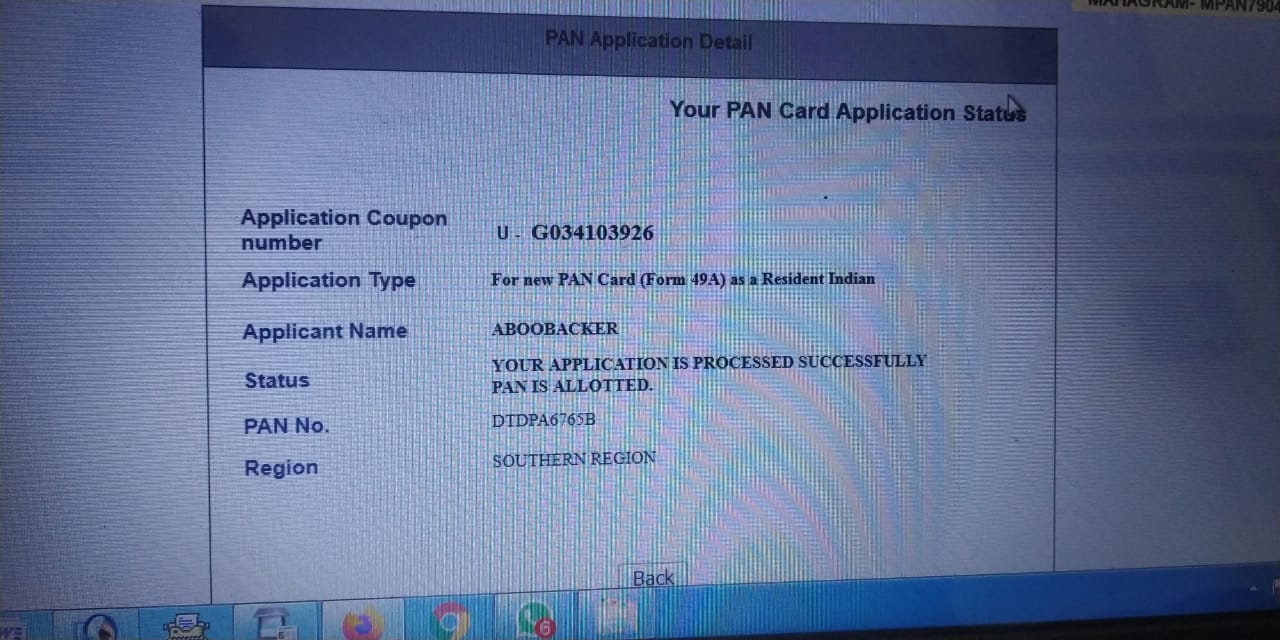 MAHAGRAM- MPAN7904
PAN Application Detail
Your PAN Card Application Status
Application Coupon
number
U - G034103926
Application Type
For new PAN Card (Form 49A) as a Resident Indian
Applicant Name
ABOOBACKER
Status
YOUR APPLICATION IS PROCESSED SUCCESSFULLY
PAN IS ALLOTTED.
PAN No.
DTDPA6765B
Region
SOUTHERN REGION
Back
6